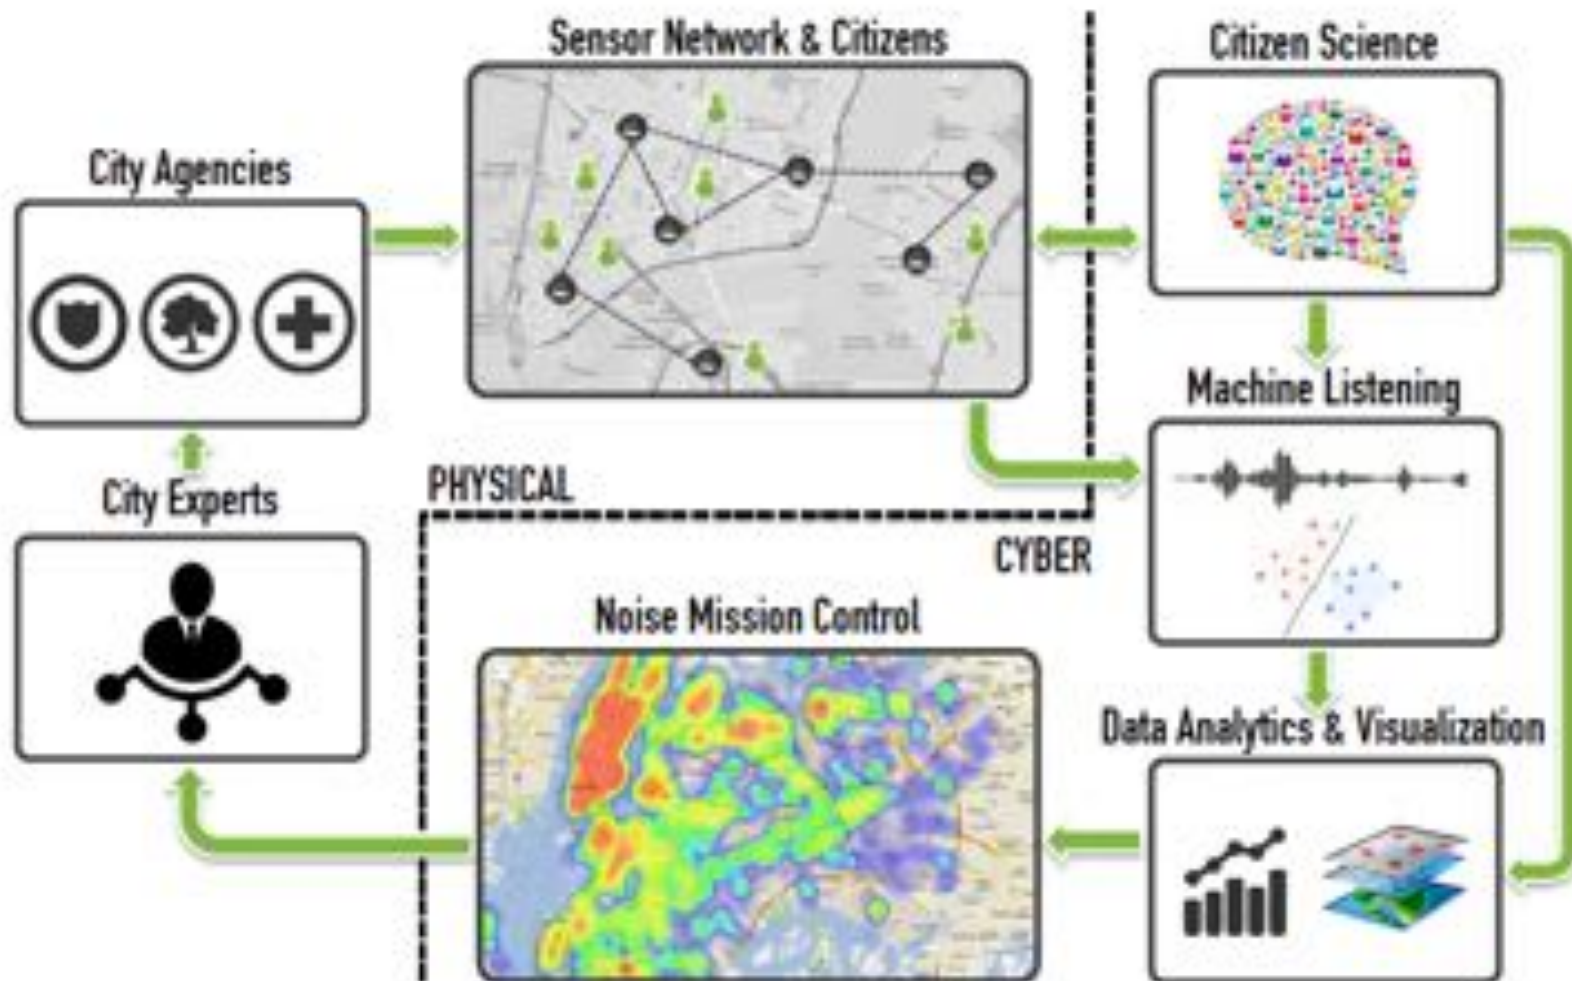 Sensor Network & Citizens
Citizen Science
City Agencies
Machine Listening
City Experts
PHYSICAL
CYBER
Noise Mission Control
Data Analytics & Visualization